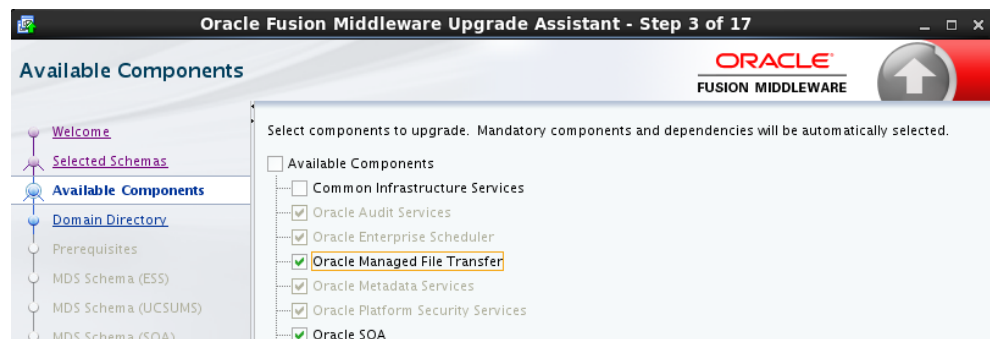 Oracle Fusion Middleware Upgrade Assistant - Step 3 of 17
Available Components
ORACLE
FUSION MIDDLEWARE
Welcome
Selected Schemas
Available Components
Domain Directory
Prerequisites
MDS Schema (ESS)
MDS Schema (UCSUMS)
MDS Schema (SOA)
Select components to upgrade. Mandatory components and dependencies will be automatically selected.
Available Components
Common Infrastructure Services
Oracle Audit Services
Oracle Enterprise Scheduler
Oracle Managed File Transfer
Oracle Metadata Services
Oracle Platform Security Services
Oracle SOA